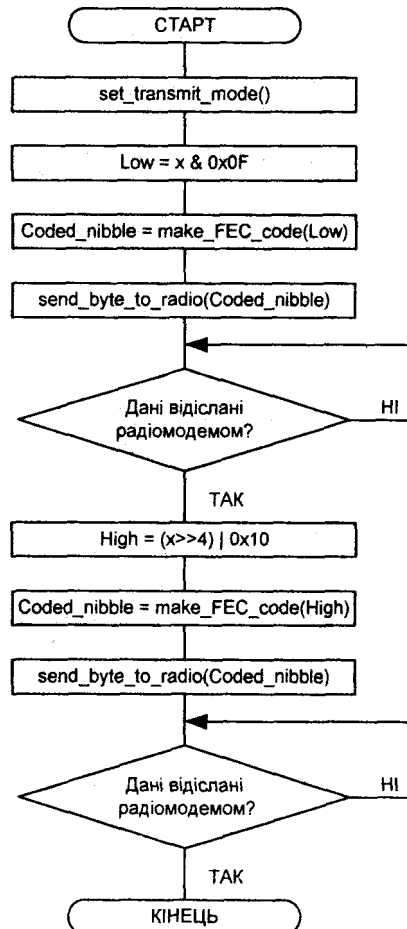 СТАРТ
set_transmit_mode()
Low = x & 0x0F
Coded_nibble = make_FEC_code(Low)
send_byte_to_radio(Coded_nibble)
Дані відіслані
радіомодемом?
НІ
ТАК
High = (x>>4) | 0x10
Coded_nibble = make_FEC_code(High)
send_byte_to_radio(Coded_nibble)
Дані відіслані
радіомодемом?
НІ
ТАК
КІНЕЦЬ